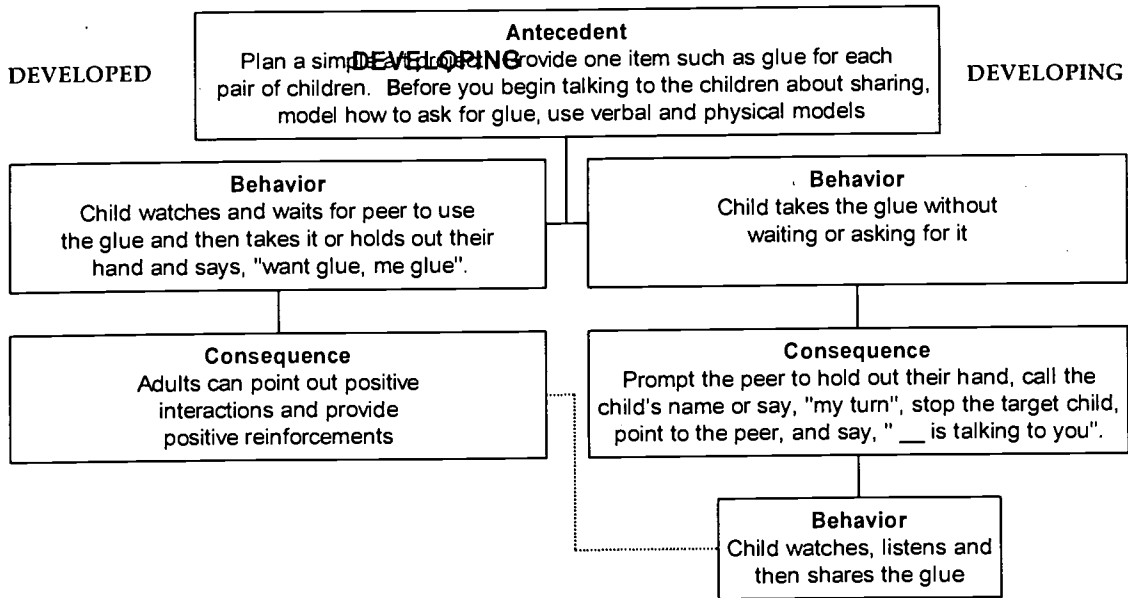 Antecedent
DEVELOPED
DEVELOPING
DEVELOPING
Plan a simple art project. Provide one item such as glue for each
pair of children. Before you begin talking to the children about sharing,
model how to ask for glue, use verbal and physical models
Behavior
Child watches and waits for peer to use
the glue and then takes it or holds out their
hand and says, "want glue, me glue".
Behavior
Child takes the glue without
waiting or asking for it
Consequence
Adults can point out positive
interactions and provide
positive reinforcements
Consequence
Prompt the peer to hold out their hand, call the
child's name or say, "my turn", stop the target child,
point to the peer, and say, " __ is talking to you".
Behavior
Child watches, listens and
then shares the glue